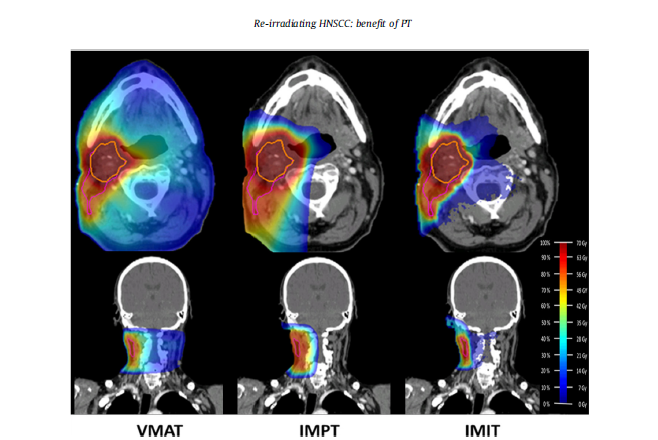 Re-irradiating HNSCC: benefit of PT
100% 70 Gy
90% 63 Gy
80% 56 Gy
70% 49 Gy
60% 42 Gy
50% 35 Gy
40% 28 Gy
30% 21 Gy
20% 14 Gy
10% 7 Gy
0% 0 Gy
VMAT IMPT IMIT